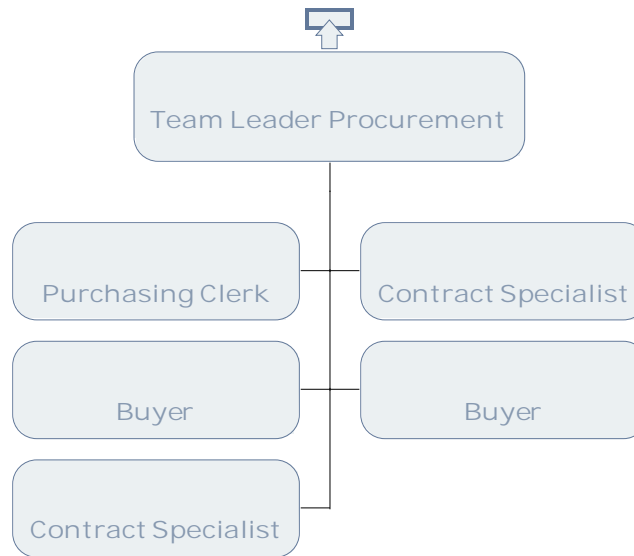 Team Leader Procurement
Purchasing Clerk
Contract Specialist
Buyer
Buyer
Contract Specialist